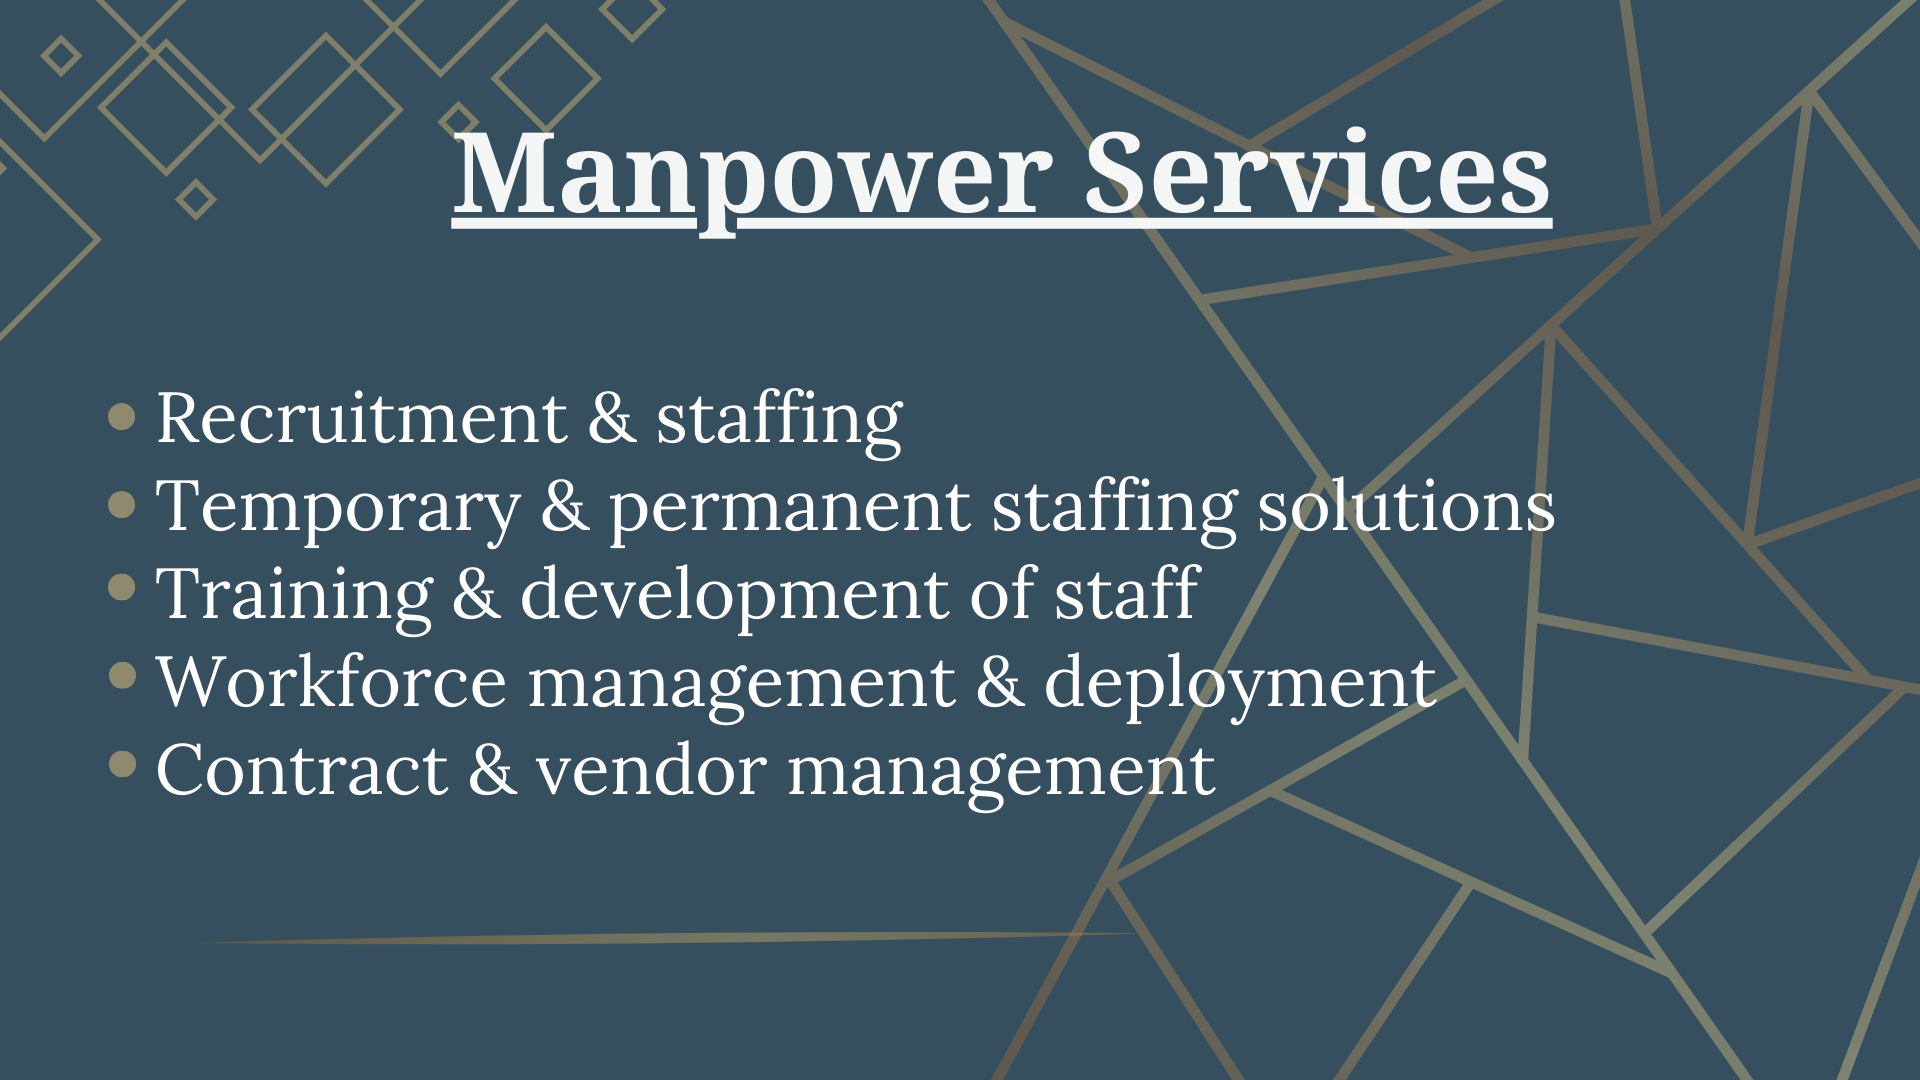 Manpower Services
Recruitment & staffing
Temporary & permanent staffing solutions
Training & development of staff
Workforce management & deployment
Contract & vendor management